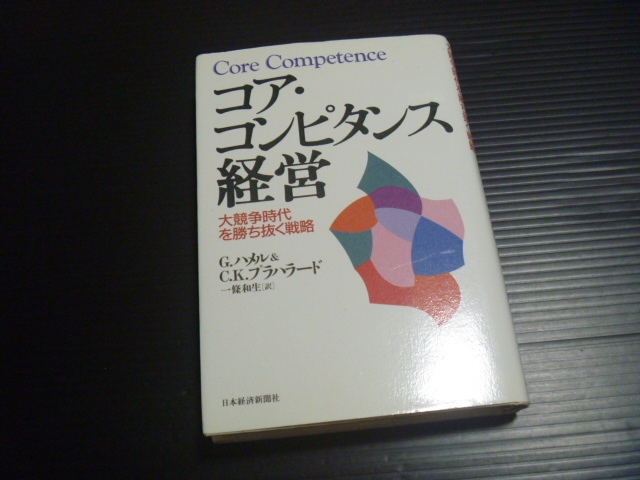 Core Competence
コア・
コンピタンス
経営
大競争時代
を勝ち抜く戦略
G.ハメル&
C.K.プラハラード
一條和生[訳]
日本経済新聞社